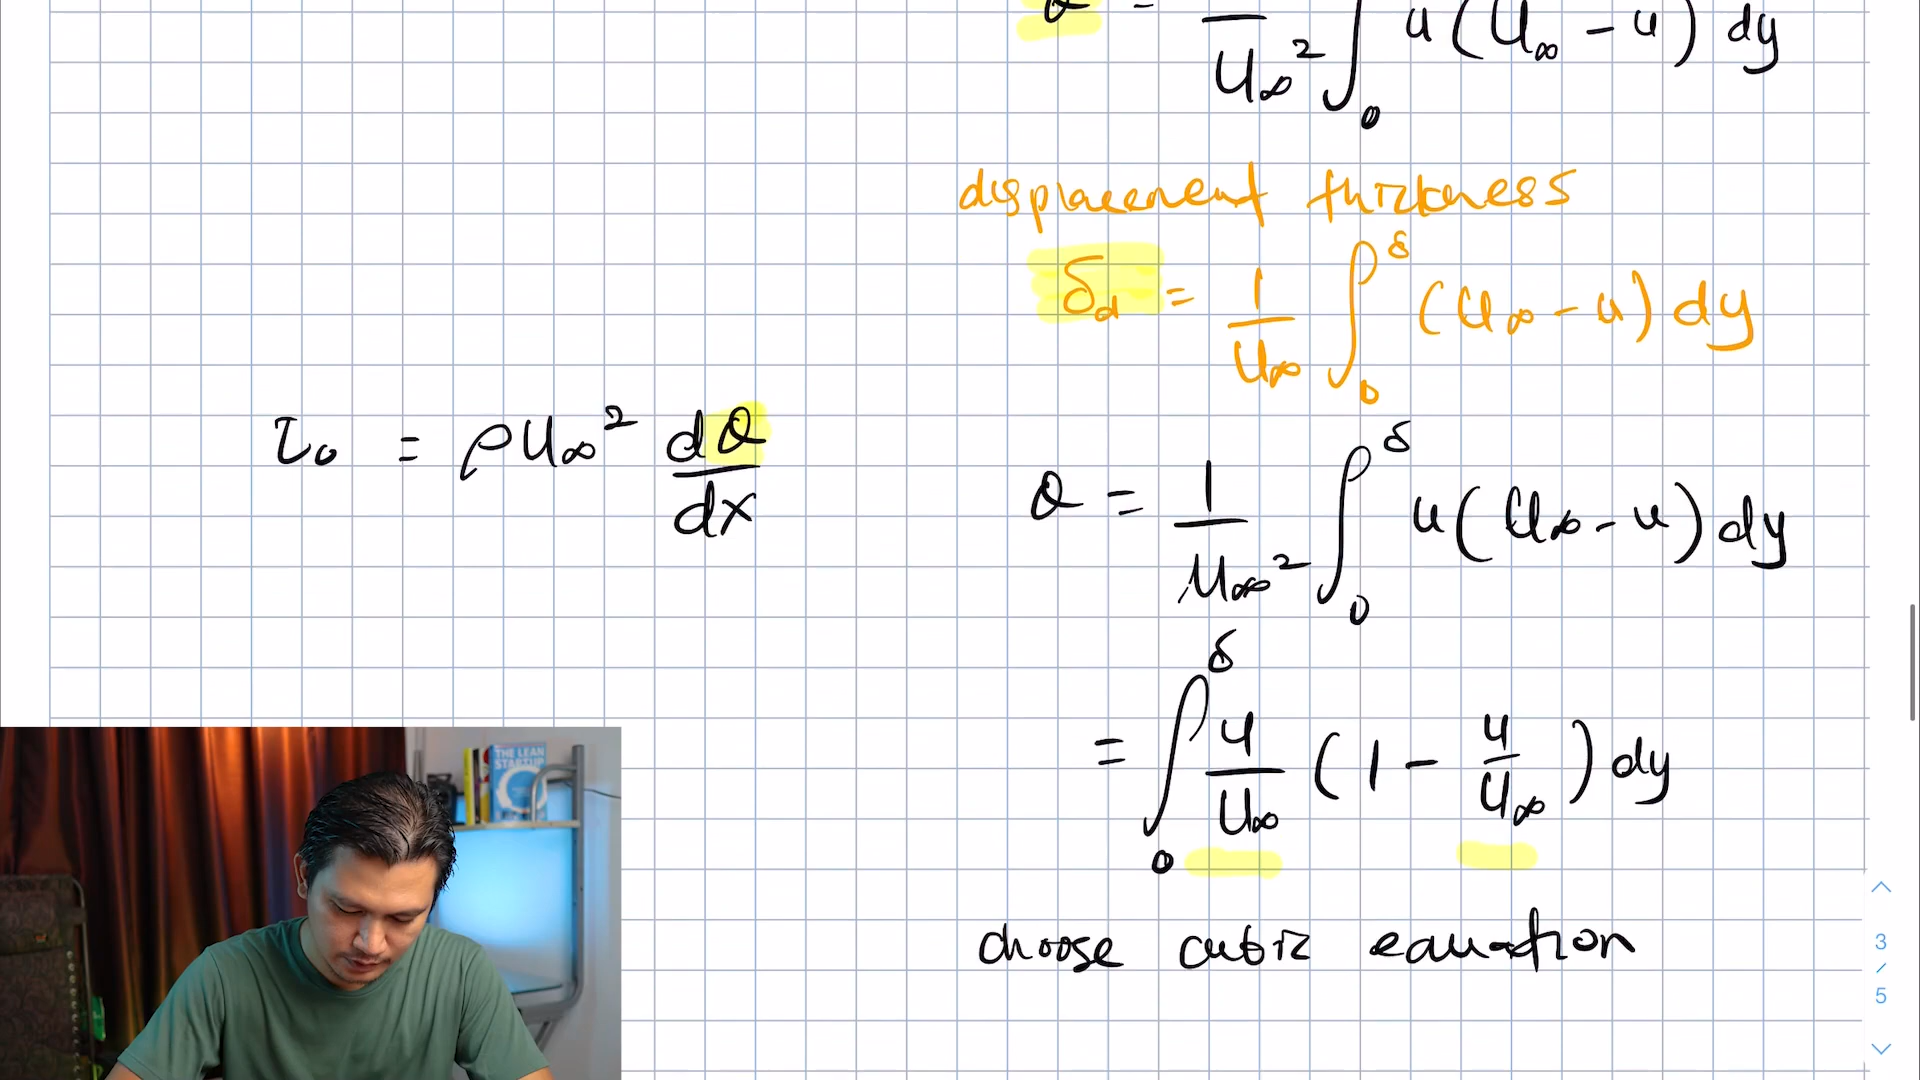 θ = 1/U∞² ∫₀ u(U∞ - u) dy
displacement thickness
δd = 1/U∞ ∫₀^δ (U∞ - u) dy
τ₀ = ρU∞² dθ/dx
θ = 1/U∞² ∫₀^δ u(U∞ - u) dy
= ∫₀^δ u/U∞ (1 - u/U∞) dy
choose cubic equation
THE LEAN
STARTUP
3
/
5